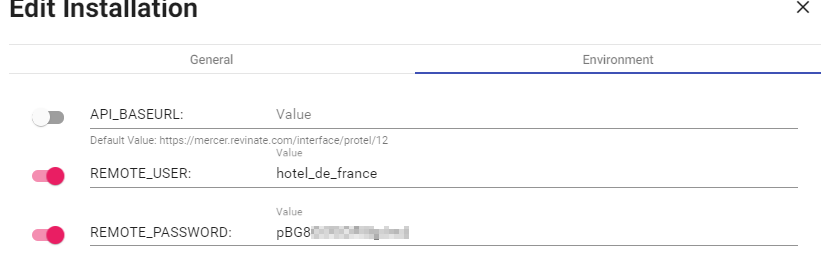 Edit Installation
General Environment
API_BASEURL: Value
Default Value: https://mercer.revinate.com/interface/protel/12
Value
REMOTE_USER: hotel_de_france
Value
REMOTE_PASSWORD: pBG8